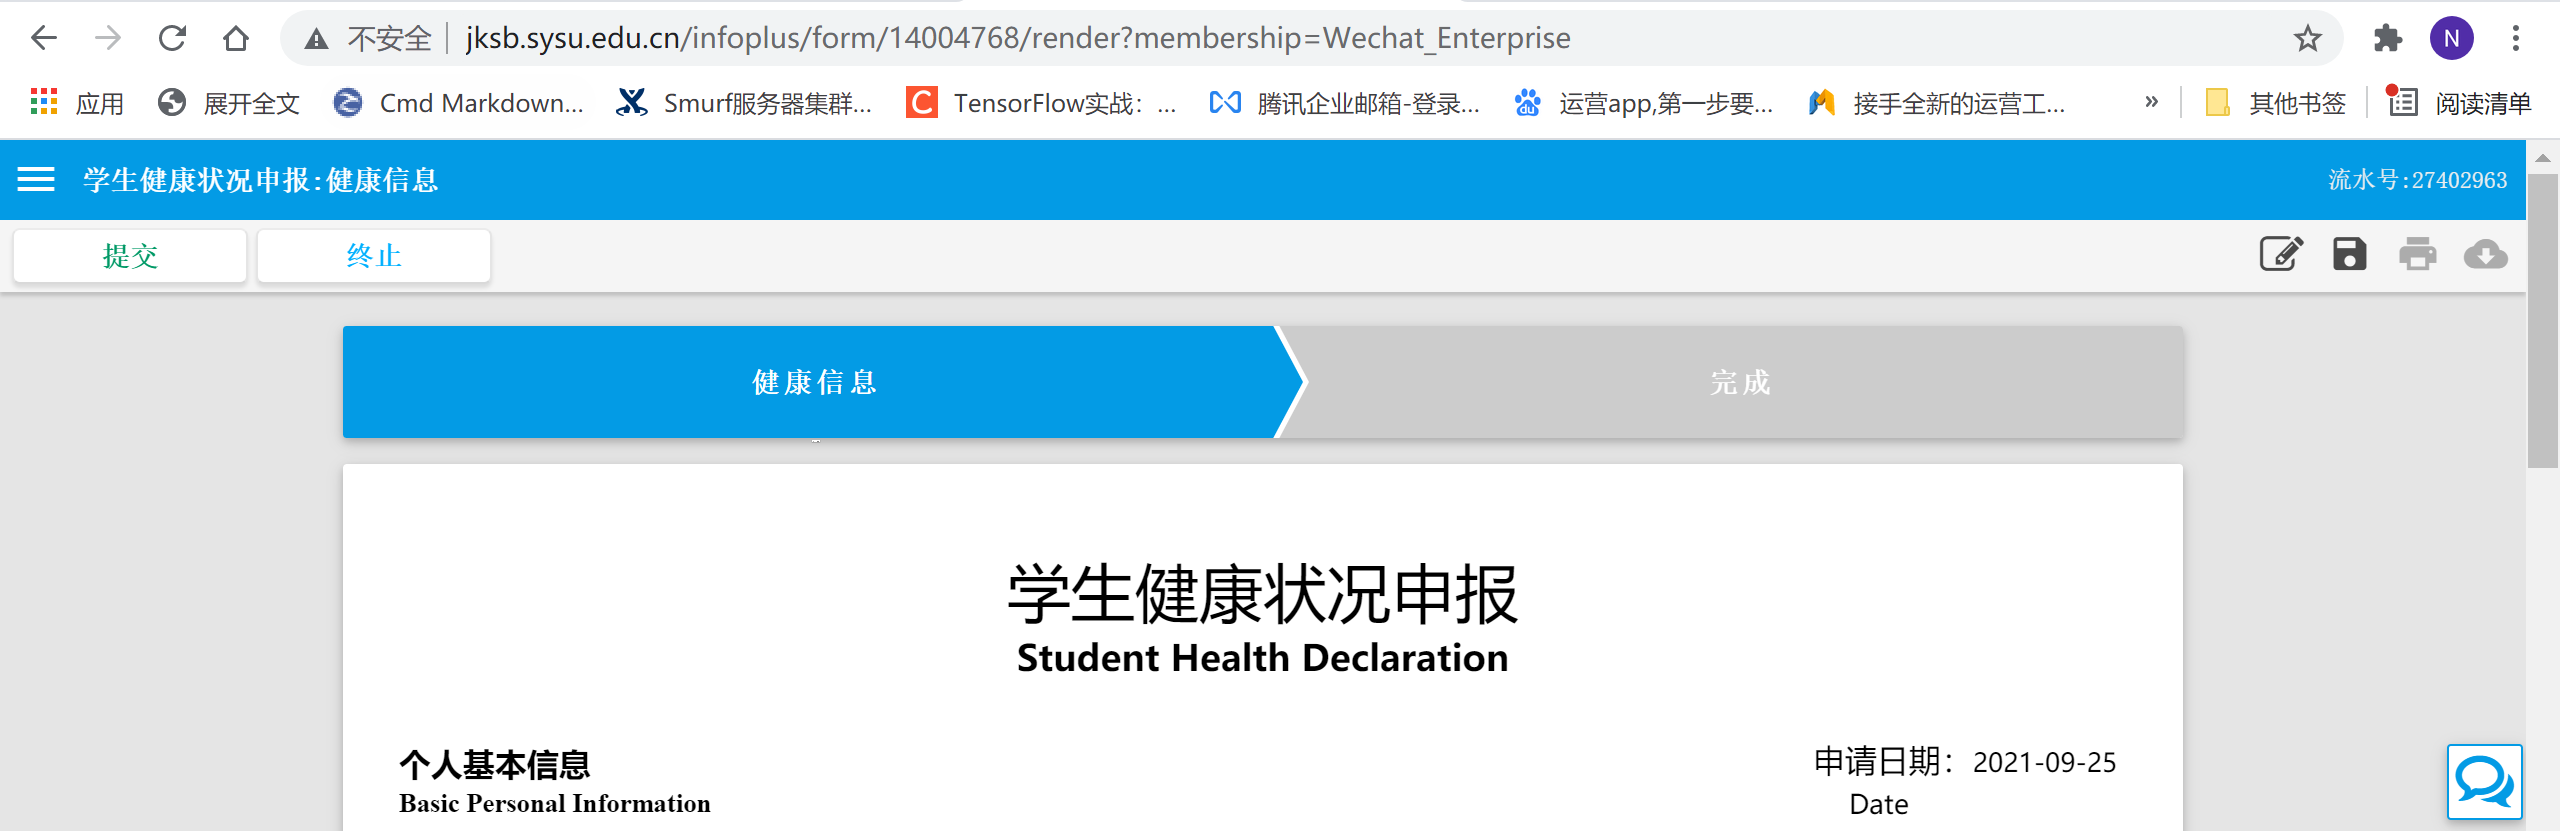 不安全 jksb.sysu.edu.cn/infoplus/form/14004768/render?membership=Wechat_Enterprise N
应用 展开全文 Cmd Markdown... Smurf服务器集群... C TensorFlow实战：... 腾讯企业邮箱-登录... du 运营app,第一步要... 接手全新的运营工... » 其他书签 阅读清单
学生健康状况申报:健康信息 流水号:27402963
提交 终止
健康信息 完成
学生健康状况申报
Student Health Declaration
个人基本信息 申请日期：2021-09-25
Basic Personal Information Date